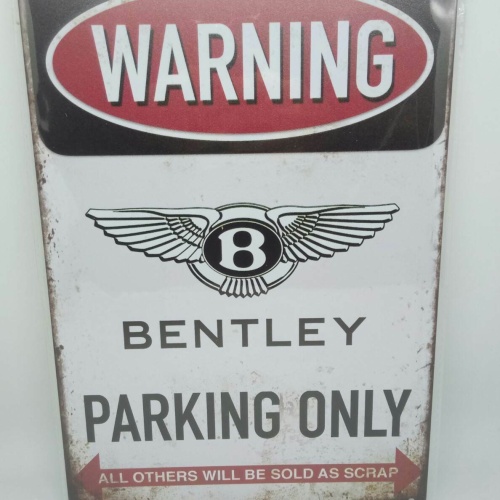 WARNING
B
BENTLEY
PARKING ONLY
ALL OTHERS WILL BE SOLD AS SCRAP